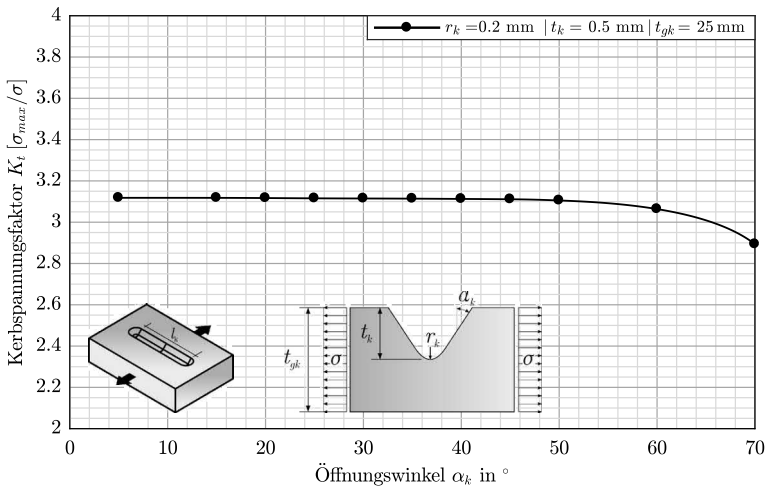 r_k =0.2 mm | t_k = 0.5 mm | t_gk = 25 mm
Kerbspannungsfaktor K_t [σ_max/σ]
4
3.8
3.6
3.4
3.2
3
2.8
2.6
2.4
2.2
2
l_k
t_gk
σ
t_k
r_k
a_k
σ
0 10 20 30 40 50 60 70
Öffnungswinkel α_k in °